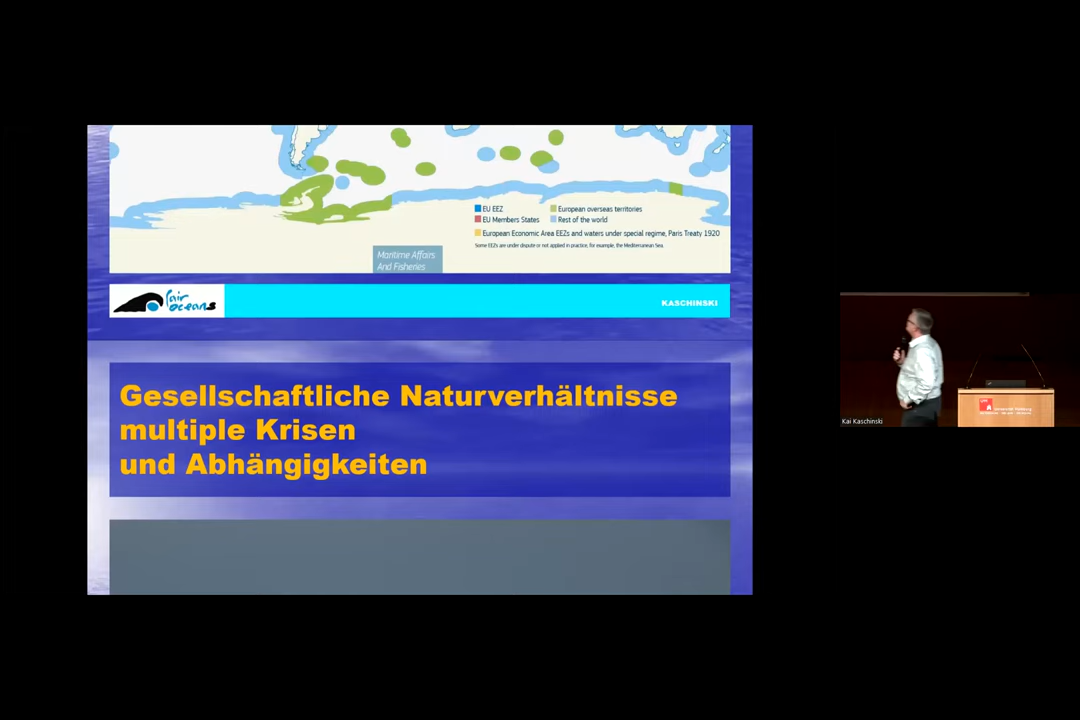 EU EEZ
European overseas territories
EU Members States
Rest of the world
European Economic Area EEZs and waters under special regime, Paris Treaty 1920
Some EEZs are under dispute or not applied in practice, for example, the Mediterranean Sea.
Maritime Affairs
And Fisheries
fair
oceans
KASCHINSKI
Gesellschaftliche Naturverhältnisse
multiple Krisen
und Abhängigkeiten
Kai Kaschinski